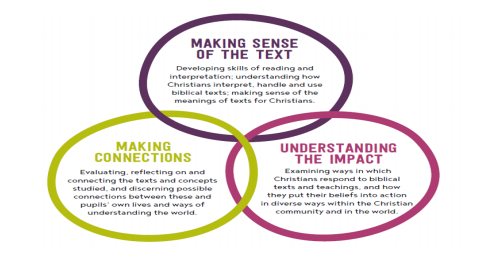 MAKING SENSE
OF THE TEXT
Developing skills of reading and
interpretation; understanding how
Christians interpret, handle and use
biblical texts; making sense of the
meanings of texts for Christians.
MAKING
CONNECTIONS
Evaluating, reflecting on and
connecting the texts and concepts
studied, and discerning possible
connections between these and
pupils' own lives and ways of
understanding the world.
UNDERSTANDING
THE IMPACT
Examining ways in which
Christians respond to biblical
texts and teachings, and how
they put their beliefs into action
in diverse ways within the Christian
community and in the world.